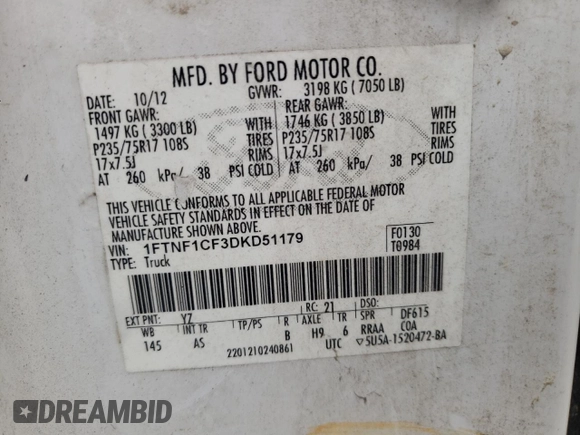 MFD. BY FORD MOTOR CO.
DATE: 10/12 GVWR: 3198 KG ( 7050 LB)
FRONT GAWR: REAR GAWR:
1497 KG ( 3300 LB) WITH 1746 KG ( 3850 LB) WITH
P235/75R17 108S TIRES P235/75R17 108S TIRES
17x7.5J RIMS 17x7.5J RIMS
AT 260 kPa/ 38 PSI COLD AT 260 kPa/ 38 PSI COLD
THIS VEHICLE CONFORMS TO ALL APPLICABLE FEDERAL MOTOR
VEHICLE SAFETY STANDARDS IN EFFECT ON THE DATE OF
MANUFACTURE SHOWN ABOVE.
VIN: 1FTNF1CF3DKD51179 F0130
TYPE: Truck T0984
EXT PNT: YZ RC: 21 DSO:
WB INT TR TP/PS R AXLE TR SPR DF615
145 AS B H9 6 RRAA COA
2201210240861 UTC ▽5U5A-1520472-BA
DREAMBID